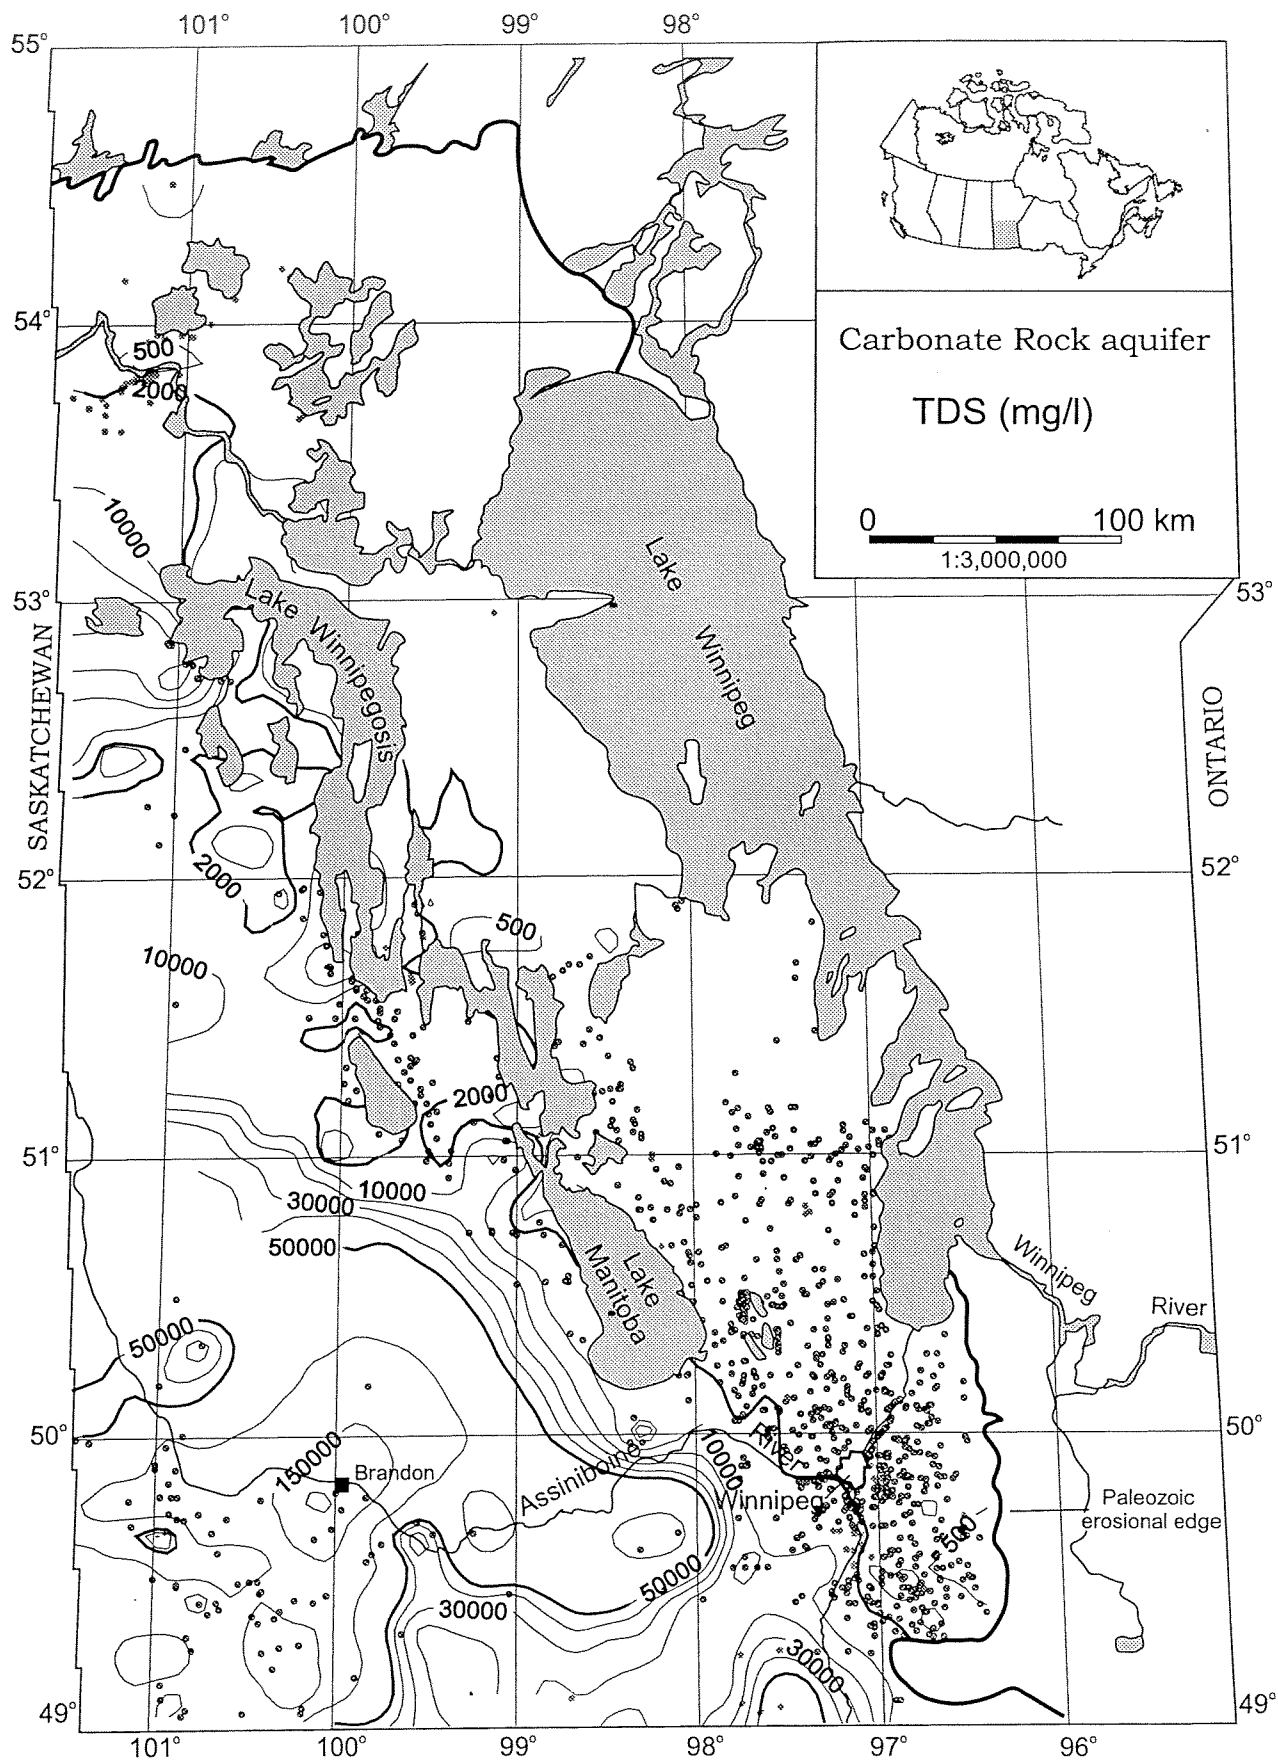 101° 100° 99° 98°
55°
54°
53°
52°
51°
50°
49°
Carbonate Rock aquifer
TDS (mg/l)
0 100 km
1:3,000,000
53°
52°
51°
50°
49°
SASKATCHEWAN
ONTARIO
500
2000
10000
Lake
Winnipegosis
Lake
Winnipeg
2000
500
10000
2000
10000
30000
50000
Lake
Manitoba
Winnipeg
River
50000
150000
Brandon
Assiniboine
River
10000
Winnipeg
500
Paleozoic
erosional edge
50000
30000
30000
101° 100° 99° 98° 97° 96°